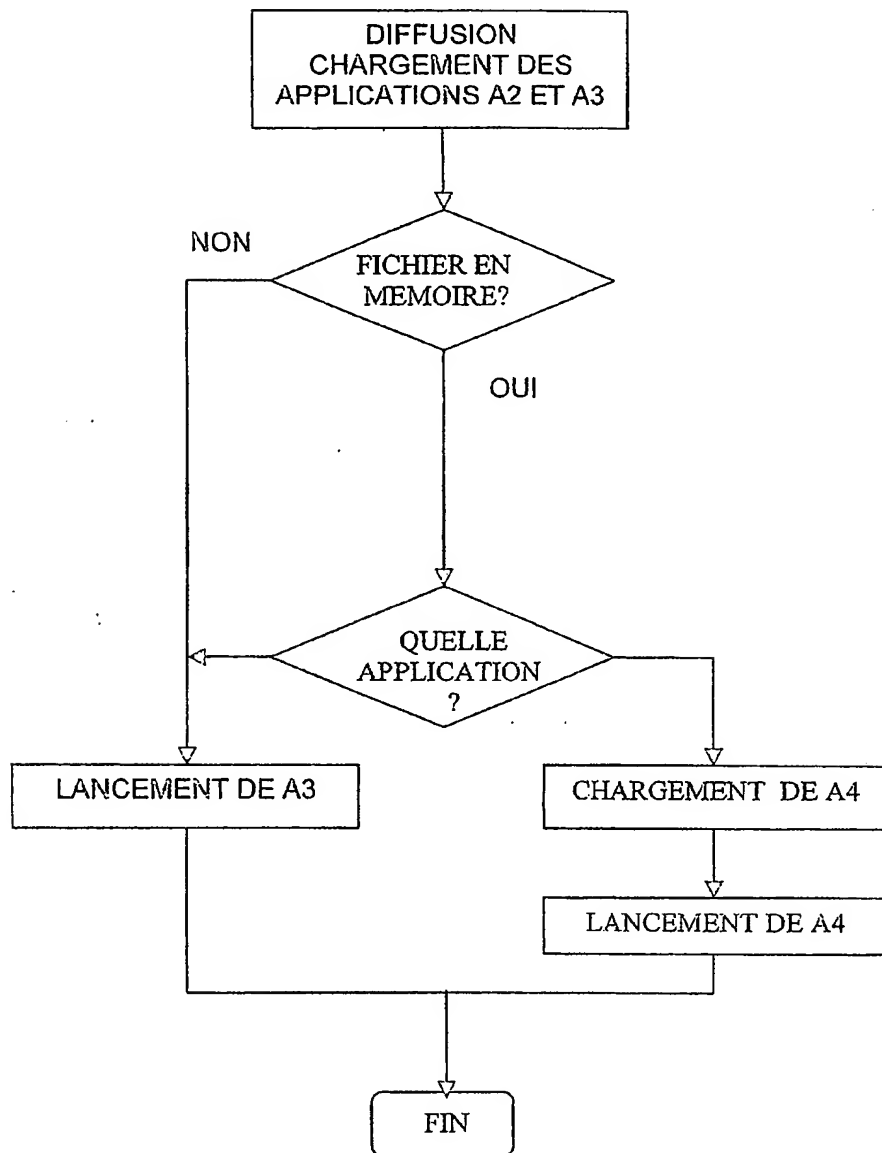 DIFFUSION
CHARGEMENT DES
APPLICATIONS A2 ET A3
NON
FICHIER EN
MEMOIRE?
OUI
QUELLE
APPLICATION
?
LANCEMENT DE A3
CHARGEMENT DE A4
LANCEMENT DE A4
FIN